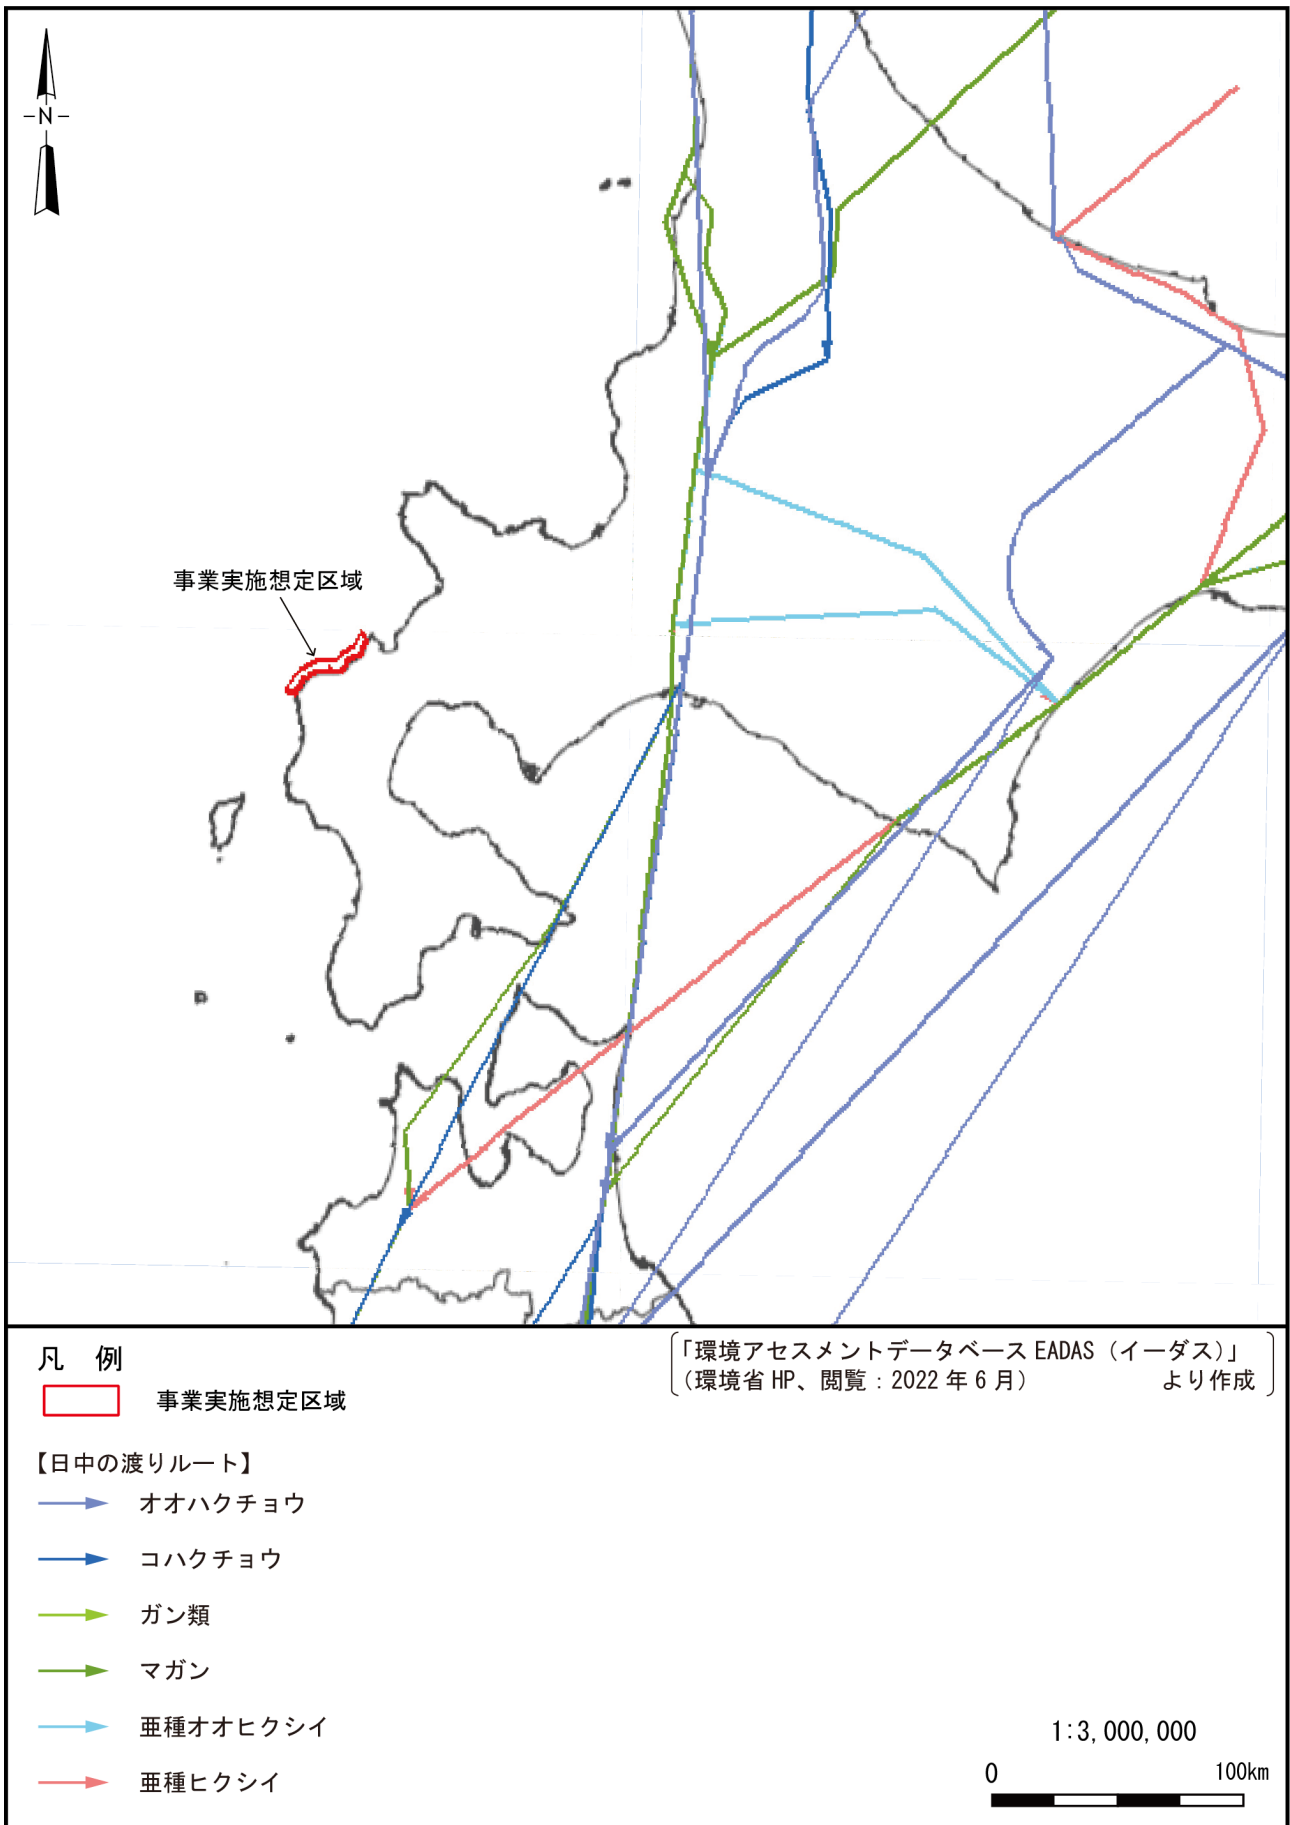 -N-
事業実施想定区域
凡　例
事業実施想定区域
「環境アセスメントデータベース EADAS（イーダス）」
（環境省 HP、閲覧：2022 年 6 月）　より作成
【日中の渡りルート】
オオハクチョウ
コハクチョウ
ガン類
マガン
亜種オオヒクシイ
亜種ヒクシイ
1:3,000,000
0　100km